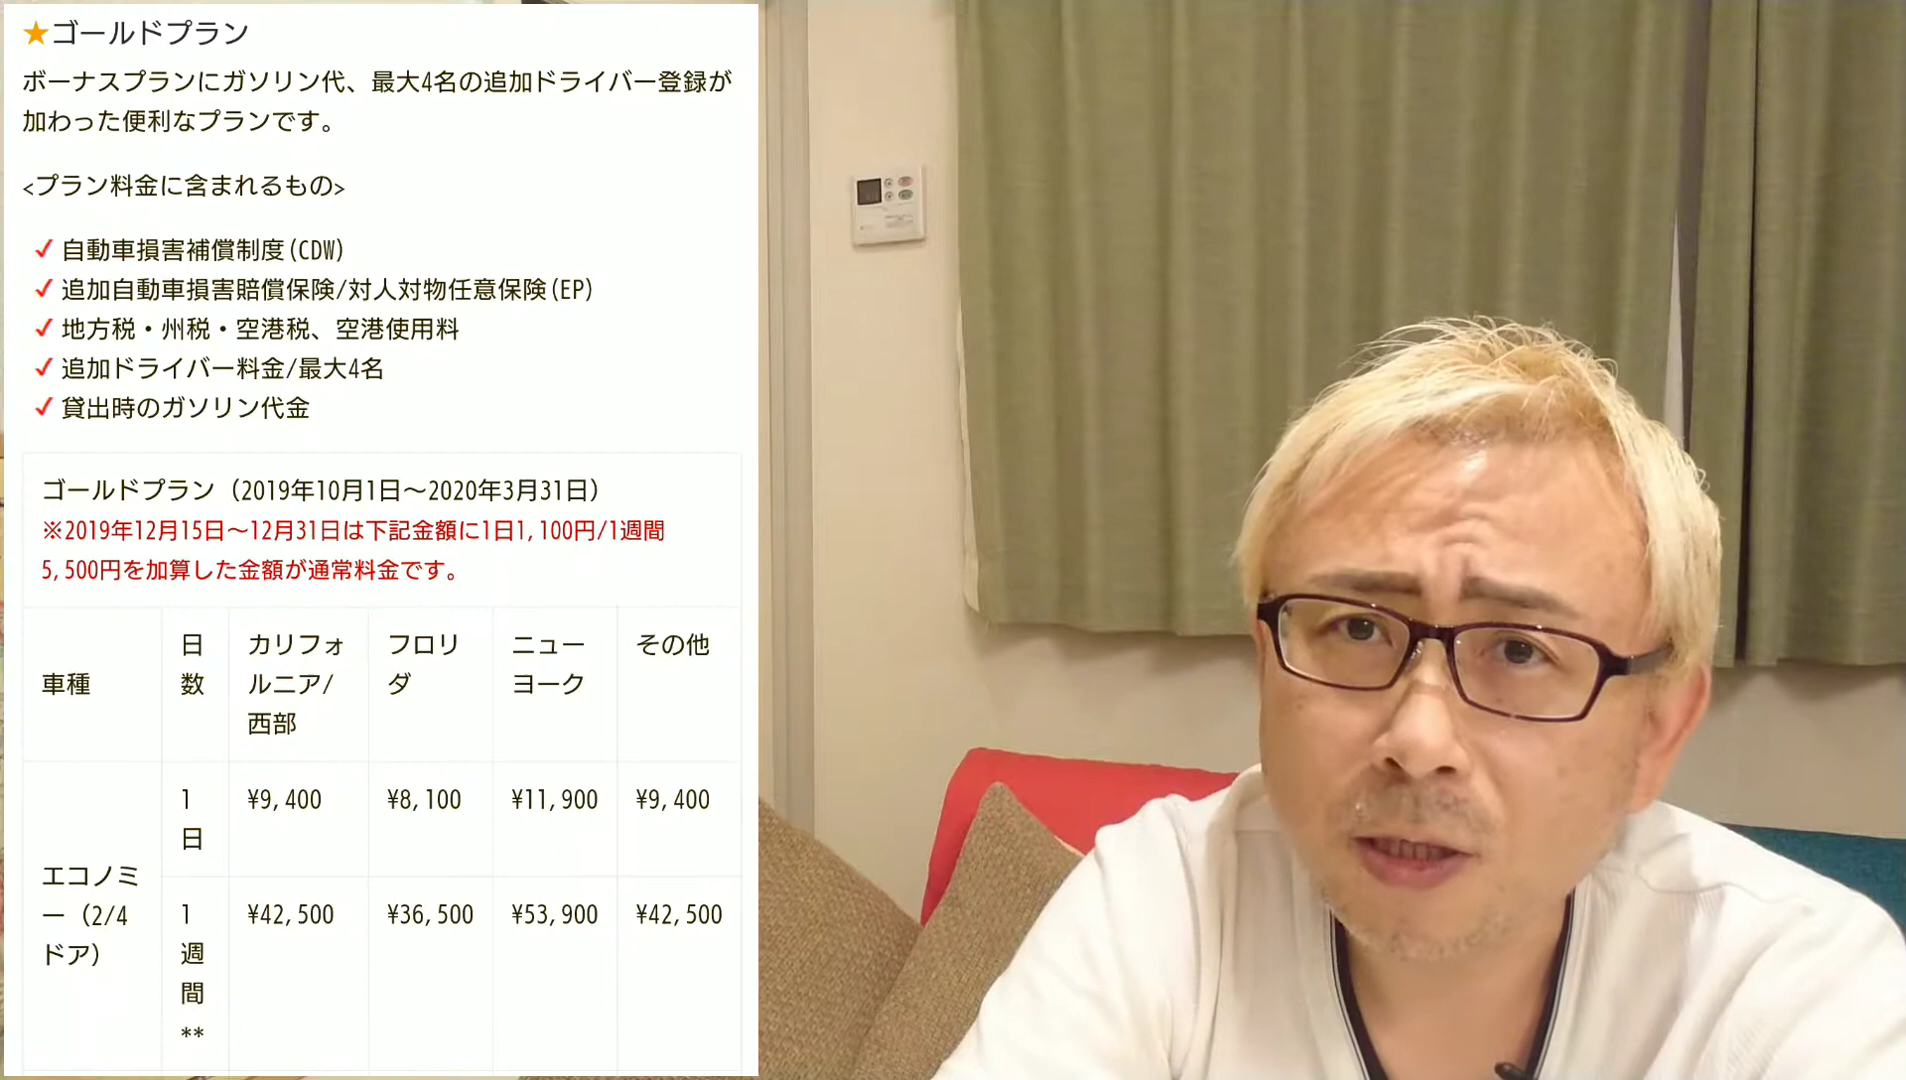 ★ゴールドプラン
ボーナスプランにガソリン代、最大4名の追加ドライバー登録が
加わった便利なプランです。
<プラン料金に含まれるもの>
✓ 自動車損害補償制度(CDW)
✓ 追加自動車損害賠償保険/対人対物任意保険(EP)
✓ 地方税・州税・空港税、空港使用料
✓ 追加ドライバー料金/最大4名
✓ 貸出時のガソリン代金
ゴールドプラン（2019年10月1日〜2020年3月31日）
※2019年12月15日〜12月31日は下記金額に1日1,100円/1週間
5,500円を加算した金額が通常料金です。
車種
日
数
カリフォ
ルニア/
西部
フロリ
ダ
ニュー
ヨーク
その他
エコノミ
ー（2/4
ドア）
1
日
¥9,400
¥8,100
¥11,900
¥9,400
1
週
間
**
¥42,500
¥36,500
¥53,900
¥42,500